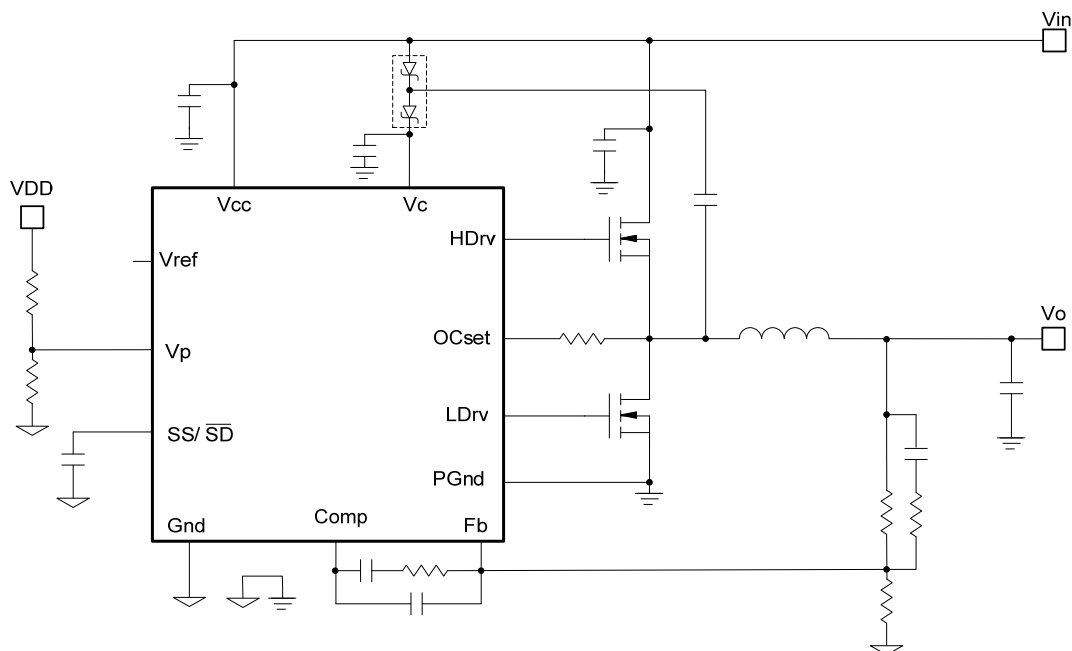 Vin
VDD
Vcc
Vc
HDrv
Vref
Vo
OCset
Vp
LDrv
SS/ SD
PGnd
Comp
Gnd
Fb